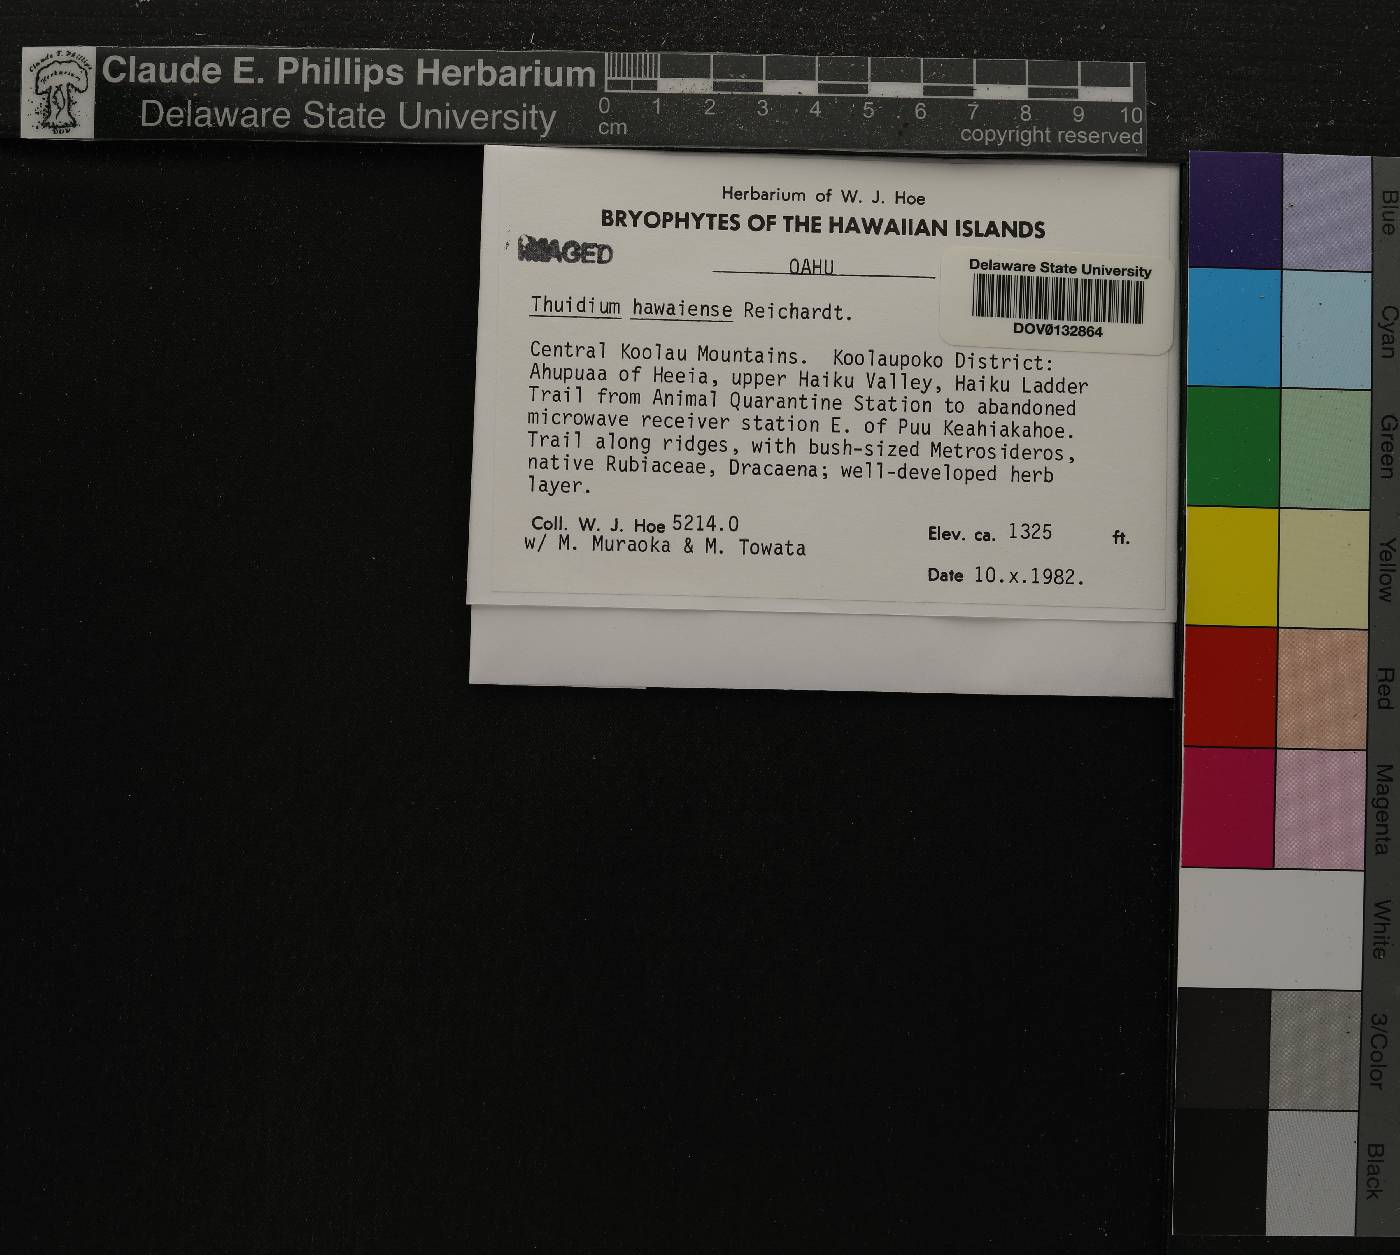 Claude E. Phillips Herbarium
Delaware State University
0 1 2 3 4 5 6 7 8 9 10
cm
copyright reserved
Herbarium of W. J. Hoe
BRYOPHYTES OF THE HAWAIIAN ISLANDS
IMAGED
OAHU
Delaware State University
DOV0132864
Thuidium hawaiense Reichardt.
Central Koolau Mountains. Koolaupoko District:
Ahupuaa of Heeia, upper Haiku Valley, Haiku Ladder
Trail from Animal Quarantine Station to abandoned
microwave receiver station E. of Puu Keahiakahoe.
Trail along ridges, with bush-sized Metrosideros,
native Rubiaceae, Dracaena; well-developed herb
layer.
Coll. W. J. Hoe 5214.0
w/ M. Muraoka & M. Towata
Elev. ca. 1325 ft.
Date 10.x.1982.
Blue
Cyan
Green
Yellow
Red
Magenta
White
3/Color
Black